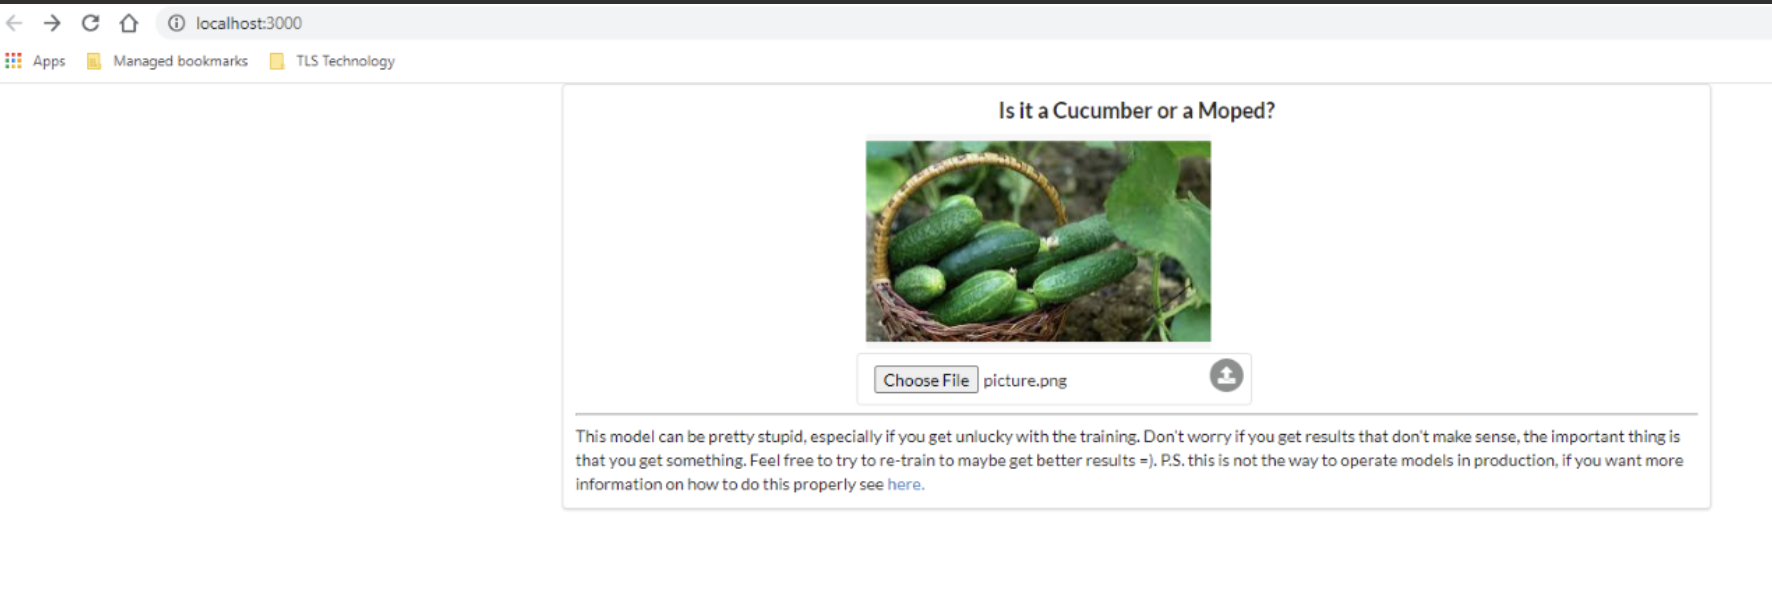 localhost:3000
Apps Managed bookmarks TLS Technology
Is it a Cucumber or a Moped?
Choose File picture.png
This model can be pretty stupid, especially if you get unlucky with the training. Don't worry if you get results that don't make sense, the important thing is
that you get something. Feel free to try to re-train to maybe get better results =). P.S. this is not the way to operate models in production, if you want more
information on how to do this properly see here.